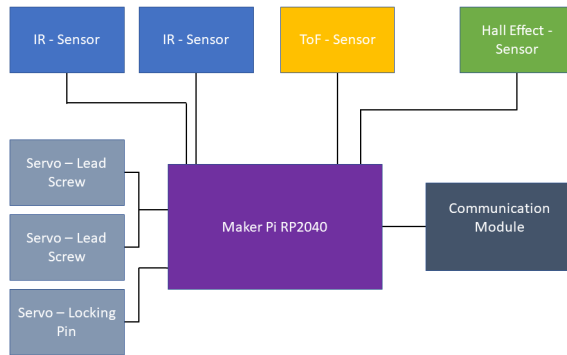 IR - Sensor
IR - Sensor
ToF - Sensor
Hall Effect -
Sensor
Servo – Lead
Screw
Servo – Lead
Screw
Servo – Locking
Pin
Maker Pi RP2040
Communication
Module